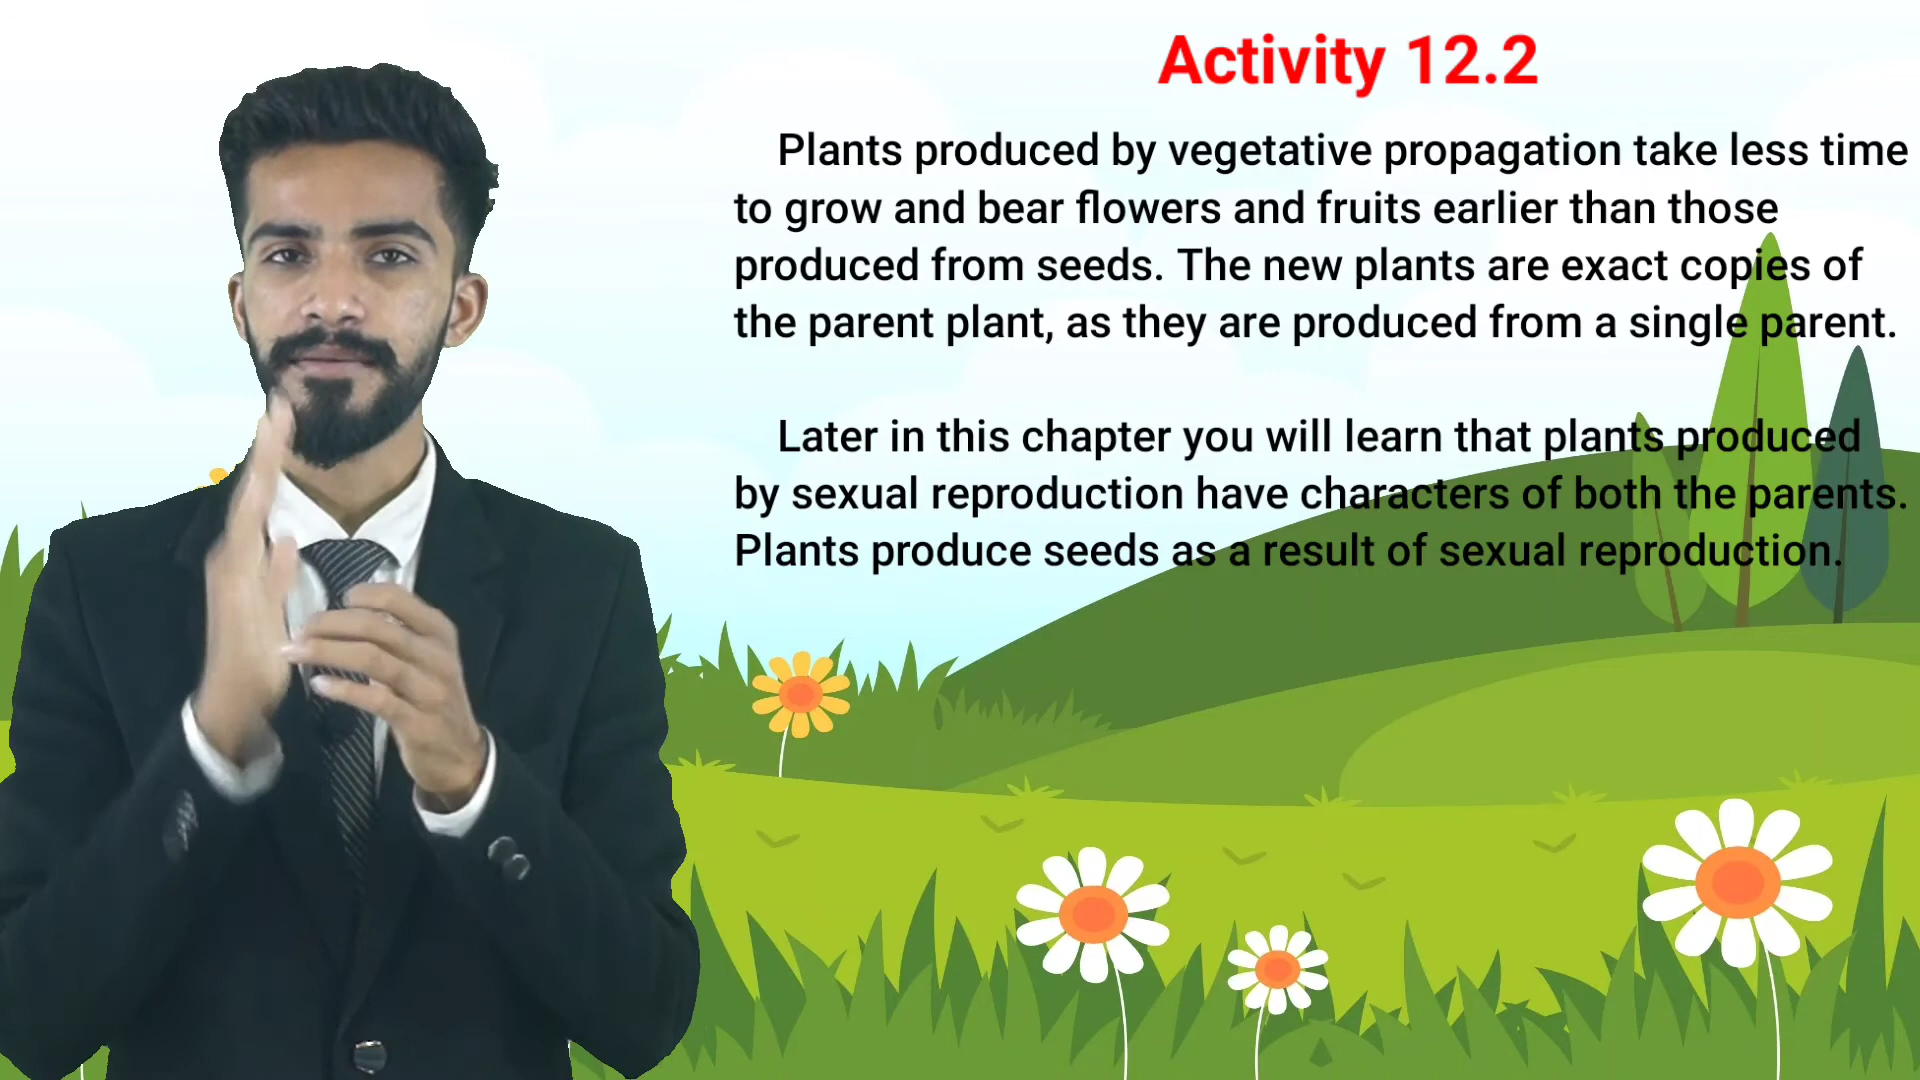 Activity 12.2
Plants produced by vegetative propagation take less time
to grow and bear flowers and fruits earlier than those
produced from seeds. The new plants are exact copies of
the parent plant, as they are produced from a single parent.
Later in this chapter you will learn that plants produced
by sexual reproduction have characters of both the parents.
Plants produce seeds as a result of sexual reproduction.